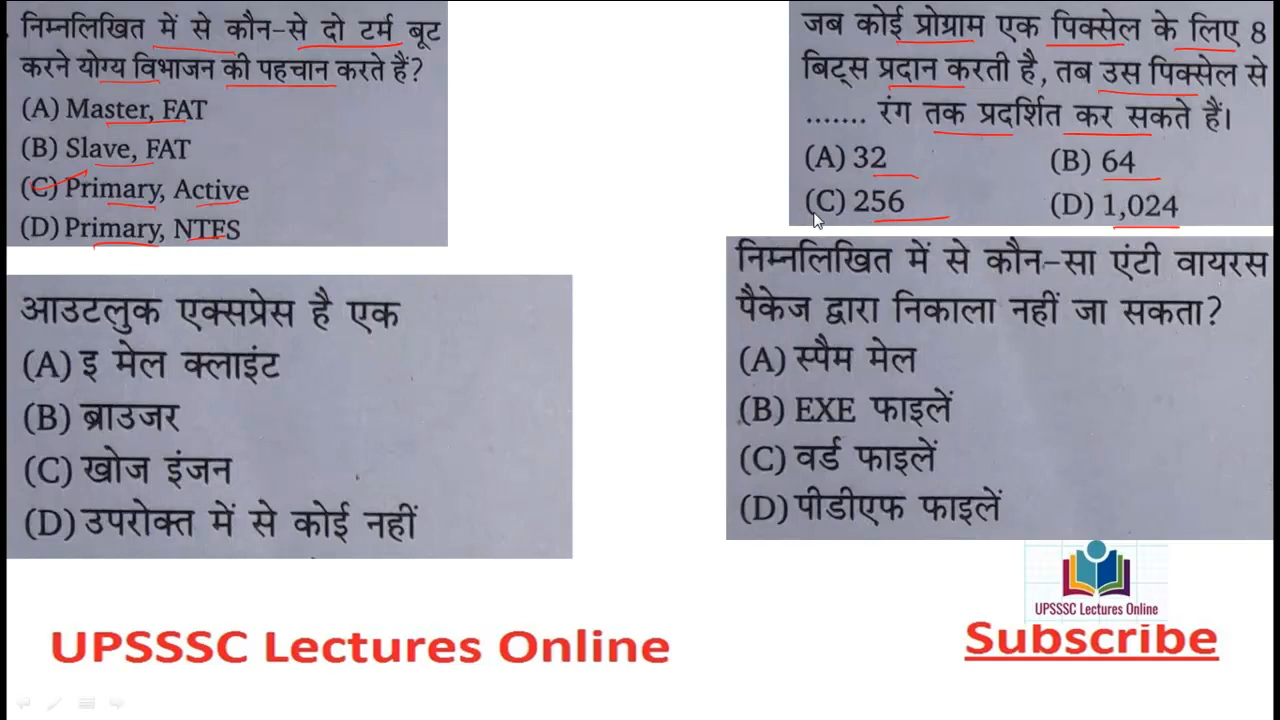 निम्नलिखित में से कौन-से दो टर्म बूट
करने योग्य विभाजन की पहचान करते हैं?
(A) Master, FAT
(B) Slave, FAT
(C) Primary, Active
(D) Primary, NTFS
जब कोई प्रोग्राम एक पिक्सेल के लिए 8
बिट्स प्रदान करती है, तब उस पिक्सेल से
....... रंग तक प्रदर्शित कर सकते हैं।
(A) 32 (B) 64
(C) 256 (D) 1,024
आउटलुक एक्सप्रेस है एक
(A) इ मेल क्लाइंट
(B) ब्राउजर
(C) खोज इंजन
(D) उपरोक्त में से कोई नहीं
निम्नलिखित में से कौन-सा एंटी वायरस
पैकेज द्वारा निकाला नहीं जा सकता?
(A) स्पैम मेल
(B) EXE फाइलें
(C) वर्ड फाइलें
(D) पीडीएफ फाइलें
UPSSSC Lectures Online
UPSSSC Lectures Online
Subscribe